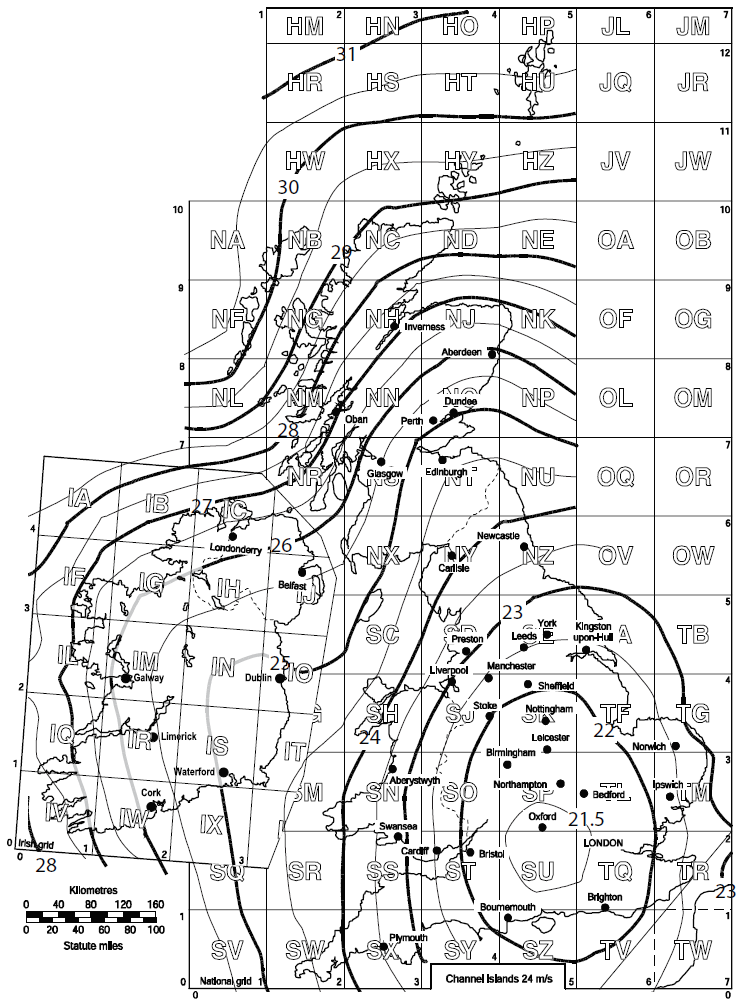 1 2 3 4 5 6 7
HM HN HO HP JL JM
31 12
HR HS HT HU JQ JR
11
HW HX HY HZ JV JW
30
10 10
NA NB NC ND NE OA OB
29
9 9
NF NG NH NJ NK OF OG
Inverness
Aberdeen
8 8
NL NM NN NO NP OL OM
Dundee
Oban Perth
28
7 7
Glasgow Edinburgh
IA IB IC NR NS NT NU OQ OR
27
4
Londonderry 26
Newcastle
NX NY NZ OV OW
Carlisle
IF IG IH IJ
Belfast
5
3 23
SC SD SE TA TB
York Kingston
Leeds upon-Hull
Preston
IL IM IN IO
25
Galway Dublin
Liverpool Manchester
4
Sheffield
2
SG SH SJ SK TF TG
Stoke Nottingham
22
24
IQ IR IS IT
Limerick
Leicester Norwich
3
Birmingham
1
Waterford Aberystwyth
Northampton Bedford Ipswich
SM SN SO SP TL TM
Cork
IV IW IX
Oxford 21.5
Swansea
0 Irish grid
0 1 2 3
28
Cardiff Bristol
LONDON
2
SQ SR SS ST SU TQ TR
Kilometres
0 40 80 120 160
0 20 40 60 80 100
Statute miles
23
Bournemouth Brighton
1 1
Plymouth
SV SW SX SY SZ TV TW
4
National grid
Channel Islands 24 m/s
0 0
0 1 2 3 5 6 7